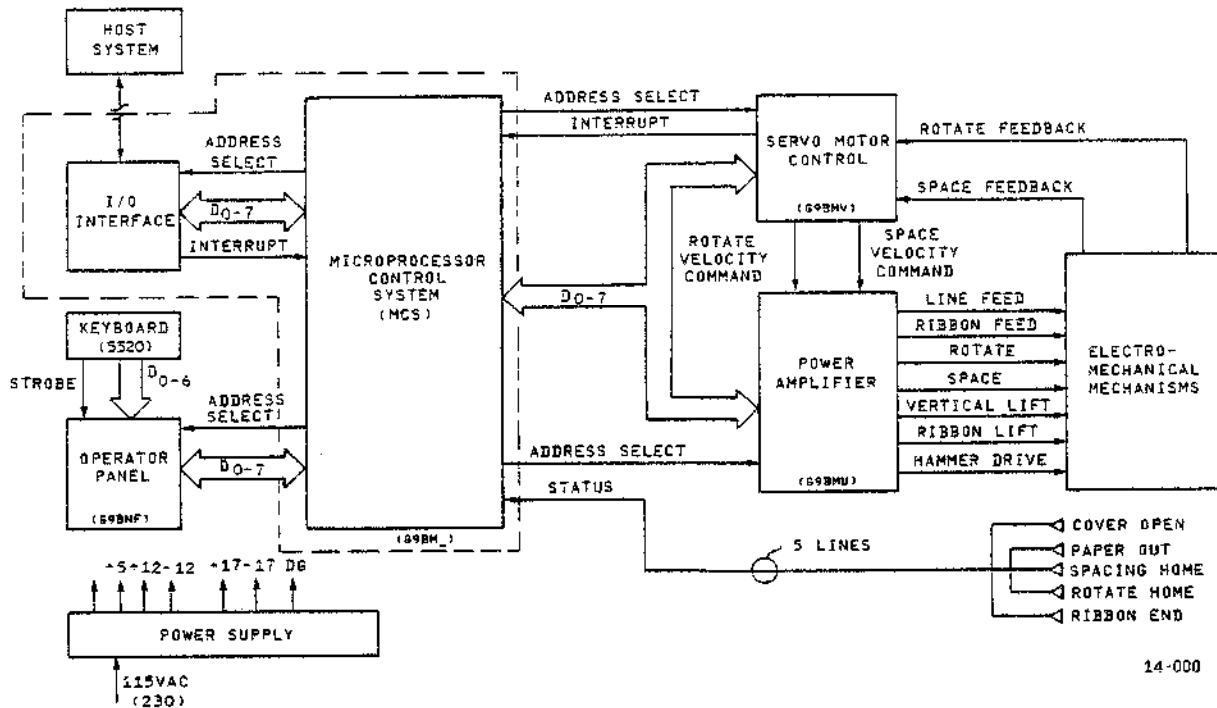 HOST
SYSTEM
I/O
INTERFACE
ADDRESS
SELECT
D0-7
INTERRUPT
MICROPROCESSOR
CONTROL
SYSTEM
(MCS)
(G9BM_)
KEYBOARD
(5520)
STROBE
D0-6
OPERATOR
PANEL
(G9BNF)
ADDRESS
SELECT
D0-7
ADDRESS SELECT
INTERRUPT
D0-7
ADDRESS SELECT
STATUS
SERVO MOTOR
CONTROL
(G9BMV)
ROTATE
VELOCITY
COMMAND
SPACE
VELOCITY
COMMAND
POWER
AMPLIFIER
(G9BMU)
ROTATE FEEDBACK
SPACE FEEDBACK
LINE FEED
RIBBON FEED
ROTATE
SPACE
VERTICAL LIFT
RIBBON LIFT
HAMMER DRIVE
ELECTRO-
MECHANICAL
MECHANISMS
5 LINES
COVER OPEN
PAPER OUT
SPACING HOME
ROTATE HOME
RIBBON END
+5+12-12 +17-17 DG
POWER SUPPLY
115VAC
(230)
14-000